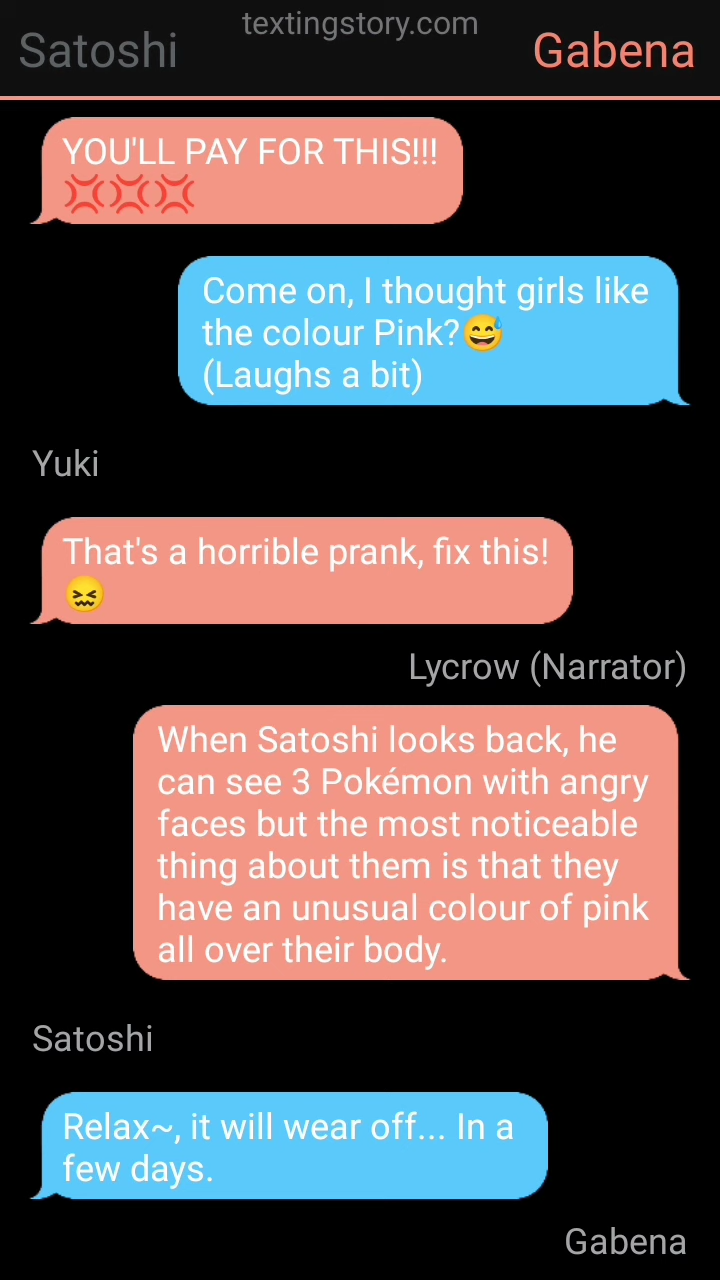 textingstory.com
Satoshi
Gabena
YOU'LL PAY FOR THIS!!!
💢💢💢
Come on, I thought girls like
the colour Pink?😅
(Laughs a bit)
Yuki
That's a horrible prank, fix this!
😖
Lycrow (Narrator)
When Satoshi looks back, he
can see 3 Pokémon with angry
faces but the most noticeable
thing about them is that they
have an unusual colour of pink
all over their body.
Satoshi
Relax~, it will wear off... In a
few days.
Gabena